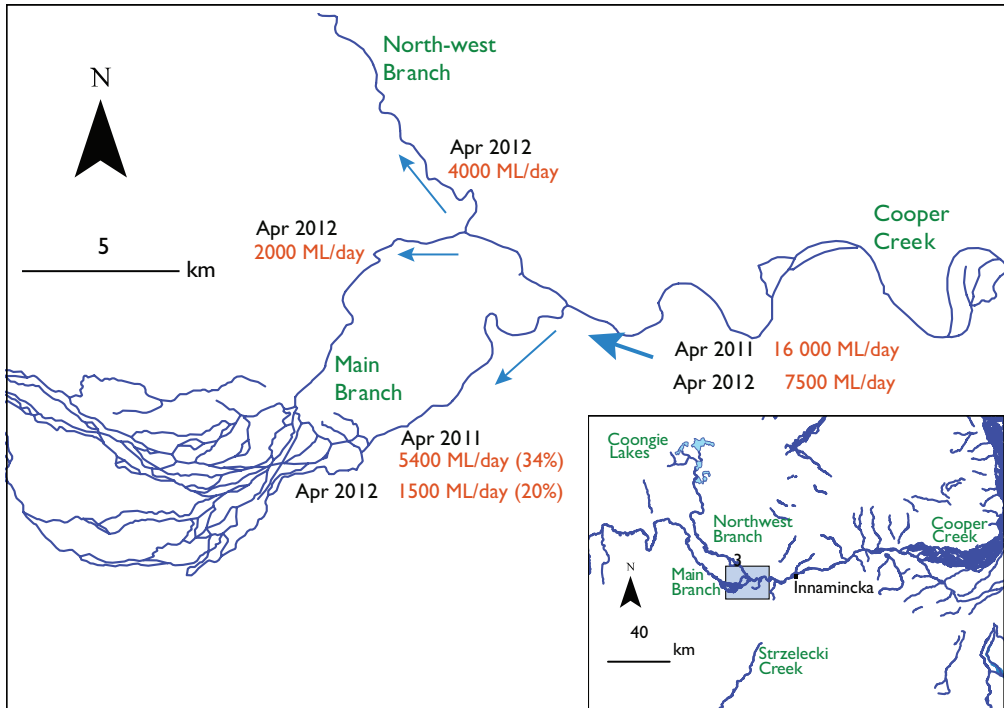 North-west
Branch
N
Apr 2012
4000 ML/day
Apr 2012
2000 ML/day
Cooper
Creek
5
km
Apr 2011 16 000 ML/day
Apr 2012 7500 ML/day
Main
Branch
Apr 2011
5400 ML/day (34%)
Apr 2012 1500 ML/day (20%)
Coongie
Lakes
Northwest
Branch
3
Cooper
Creek
N
Main
Branch
Innamincka
40
km
Strzelecki
Creek